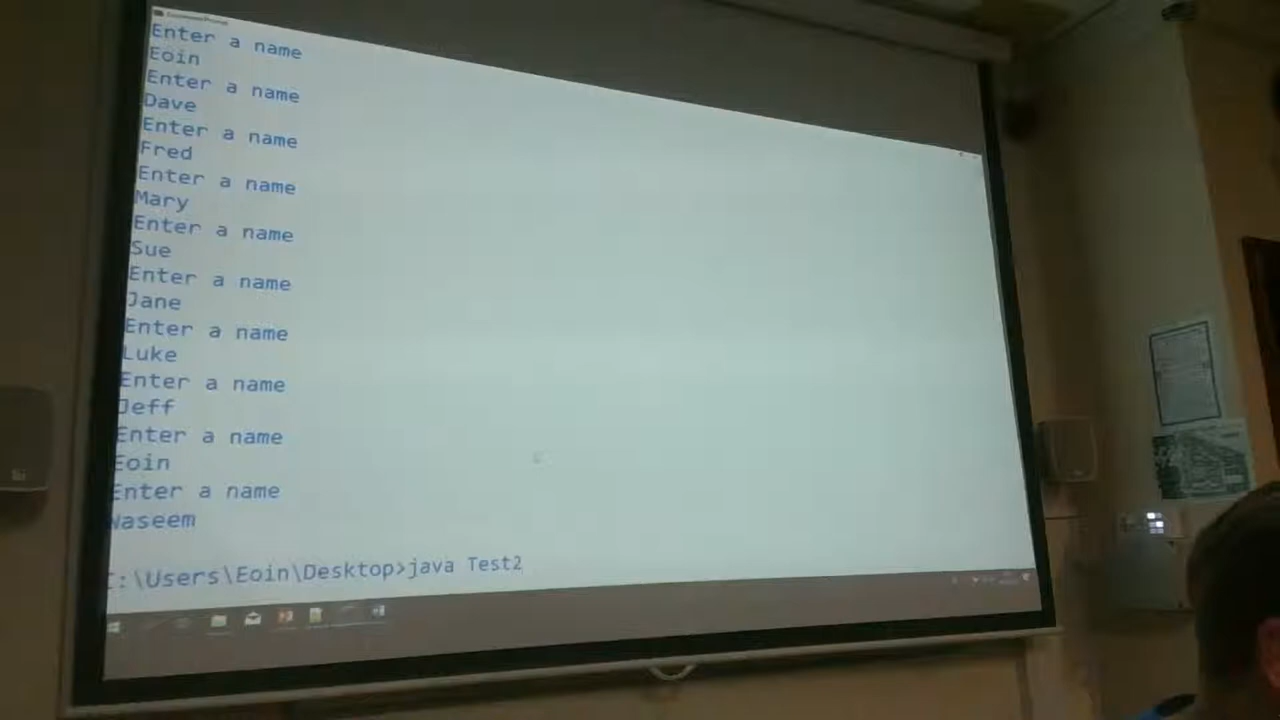 Enter a name
Eoin
Enter a name
Dave
Enter a name
Fred
Enter a name
Mary
Enter a name
Sue
Enter a name
Jane
Enter a name
Luke
Enter a name
Jeff
Enter a name
Eoin
Enter a name
Naseem
C:\Users\Eoin\Desktop>java Test2